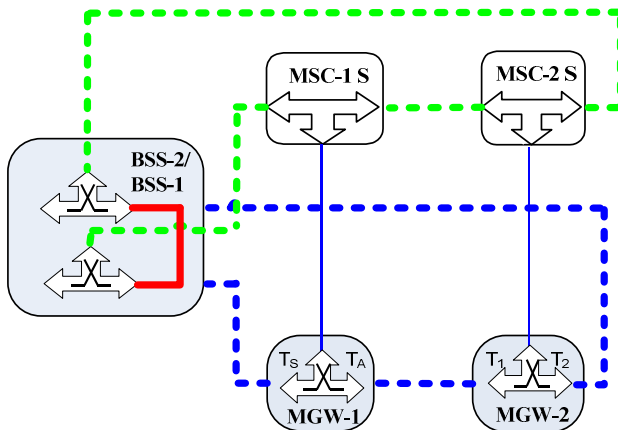 MSC-1 S
MSC-2 S
BSS-2/
BSS-1
TS
TA
MGW-1
T1
T2
MGW-2